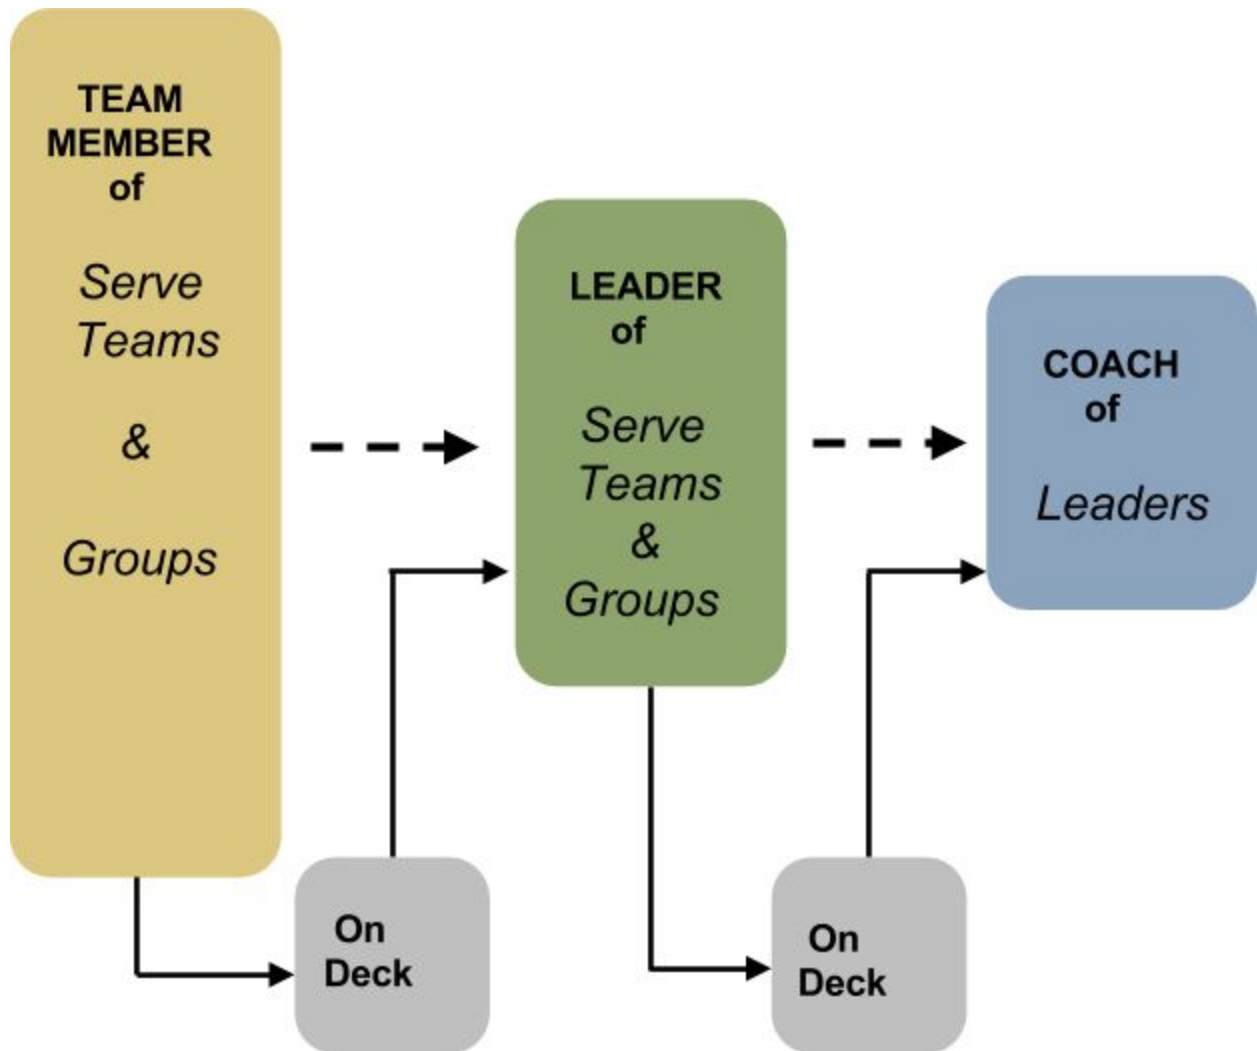 TEAM
MEMBER
of
Serve
Teams
&
Groups
LEADER
of
Serve
Teams
&
Groups
COACH
of
Leaders
On
Deck
On
Deck